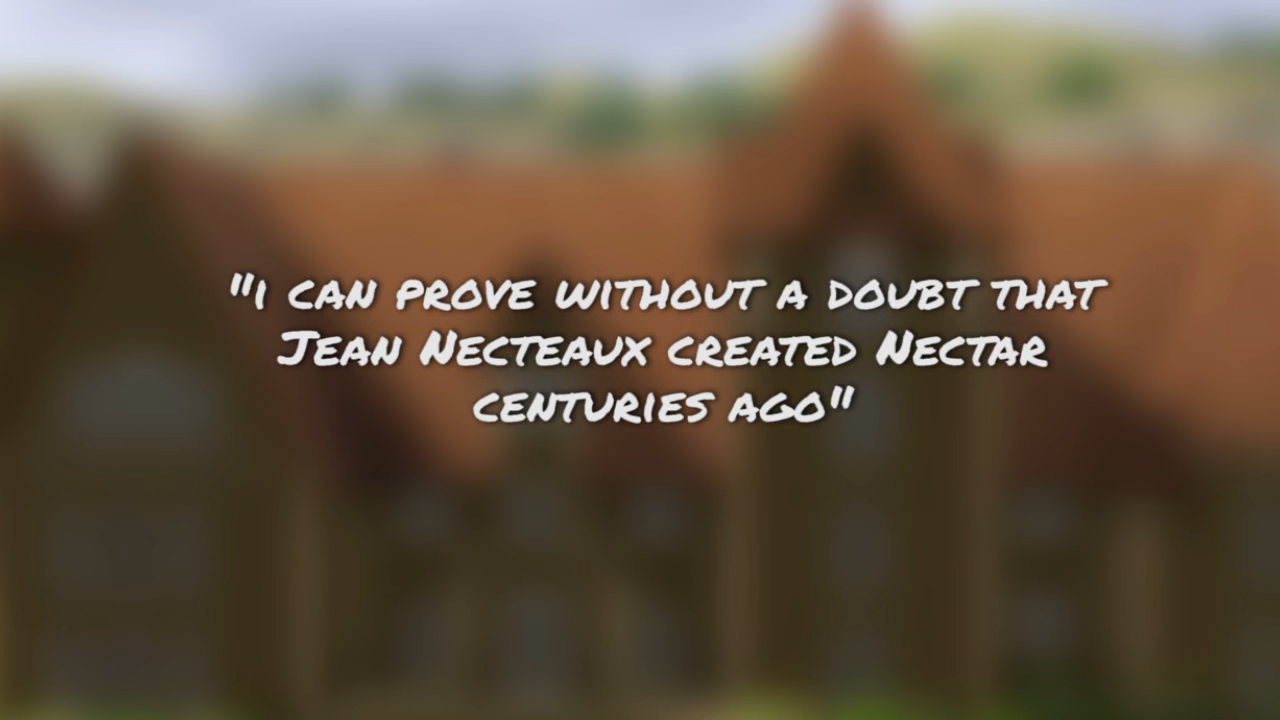 "I can prove without a doubt that
Jean Necteaux created Nectar
centuries ago"